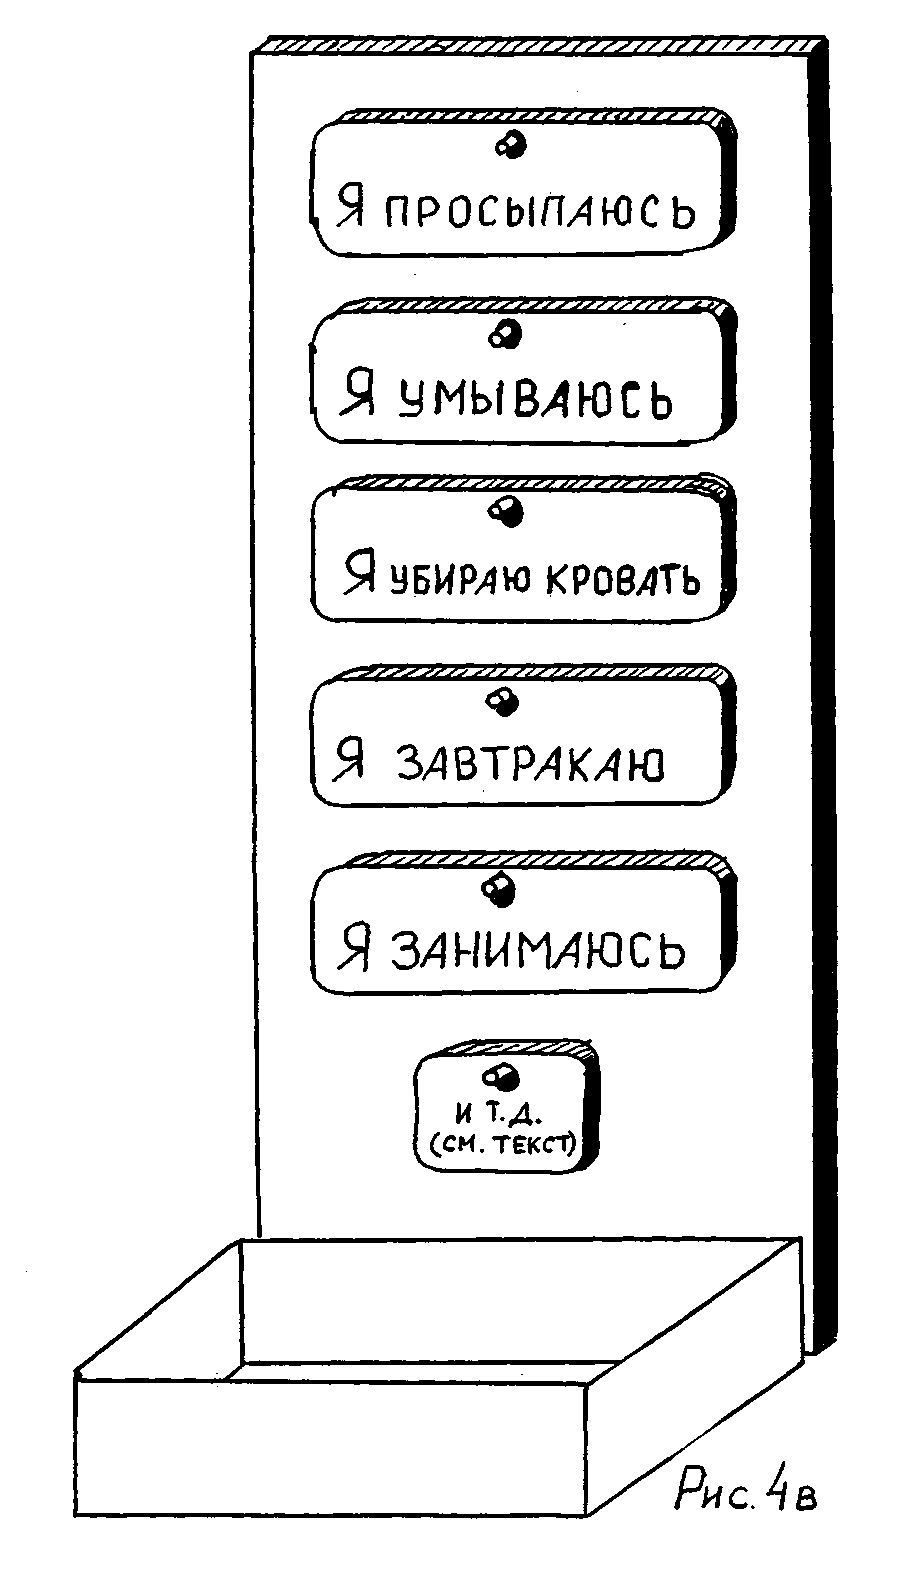 Я ПРОСЫПАЮСЬ
Я УМЫВАЮСЬ
Я УБИРАЮ КРОВАТЬ
Я ЗАВТРАКАЮ
Я ЗАНИМАЮСЬ
И Т.Д.
(СМ. ТЕКСТ)
Рис. 4в